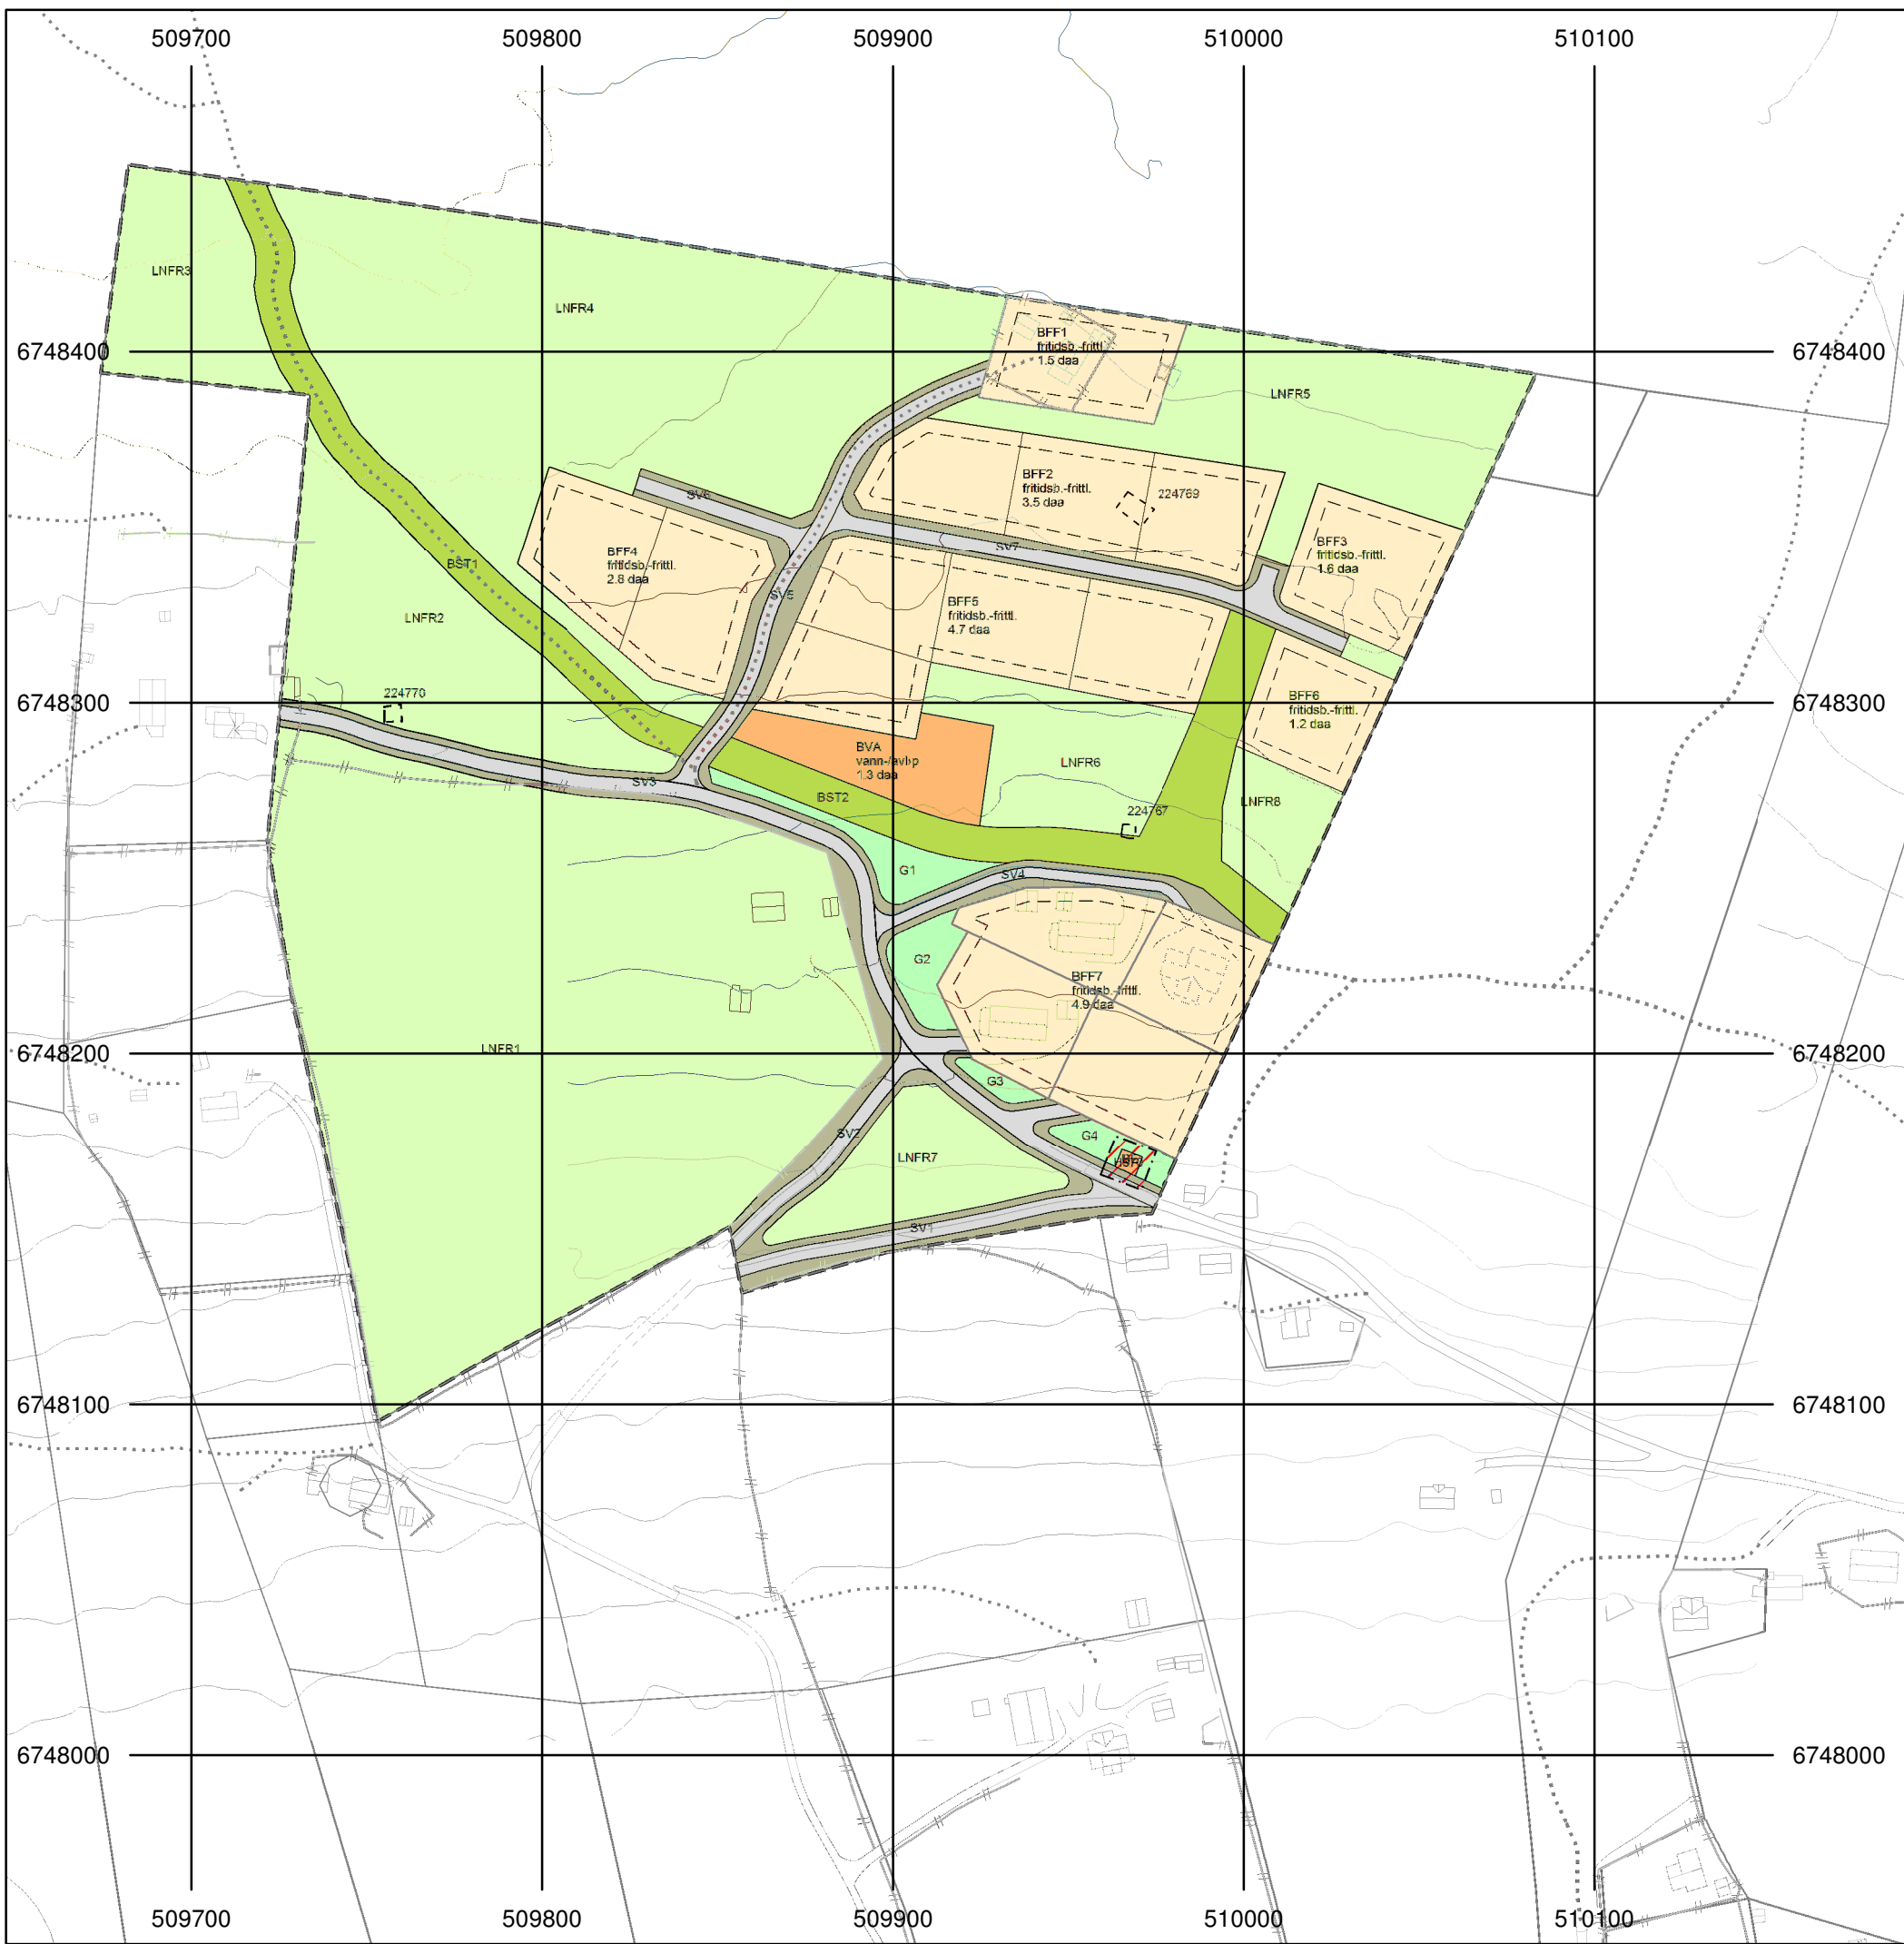 509700 509800 509900 510000 510100
LNFR3
LNFR4
BFF1
fritidsb.-frittl.
1.5 daa
6748400 6748400
LNFR5
BFF2
fritidsb.-frittl.
3.5 daa
224769
SV6
BFF3
fritidsb.-frittl.
1.6 daa
BFF4
fritidsb.-frittl.
2.8 daa
SV7
BST1
SV5
BFF5
fritidsb.-frittl.
4.7 daa
LNFR2
224770
BFF6
fritidsb.-frittl.
1.2 daa
6748300 6748300
BVA
vann-/avløp
1.3 daa
LNFR6
SV3
BST2
LNFR8
224767
G1
SV4
G2
BFF7
fritidsb.-frittl.
4.9 daa
LNFR1
6748200 6748200
G3
SV2
G4
LNFR7
SV1
6748100 6748100
6748000 6748000
509700 509800 509900 510000 510100